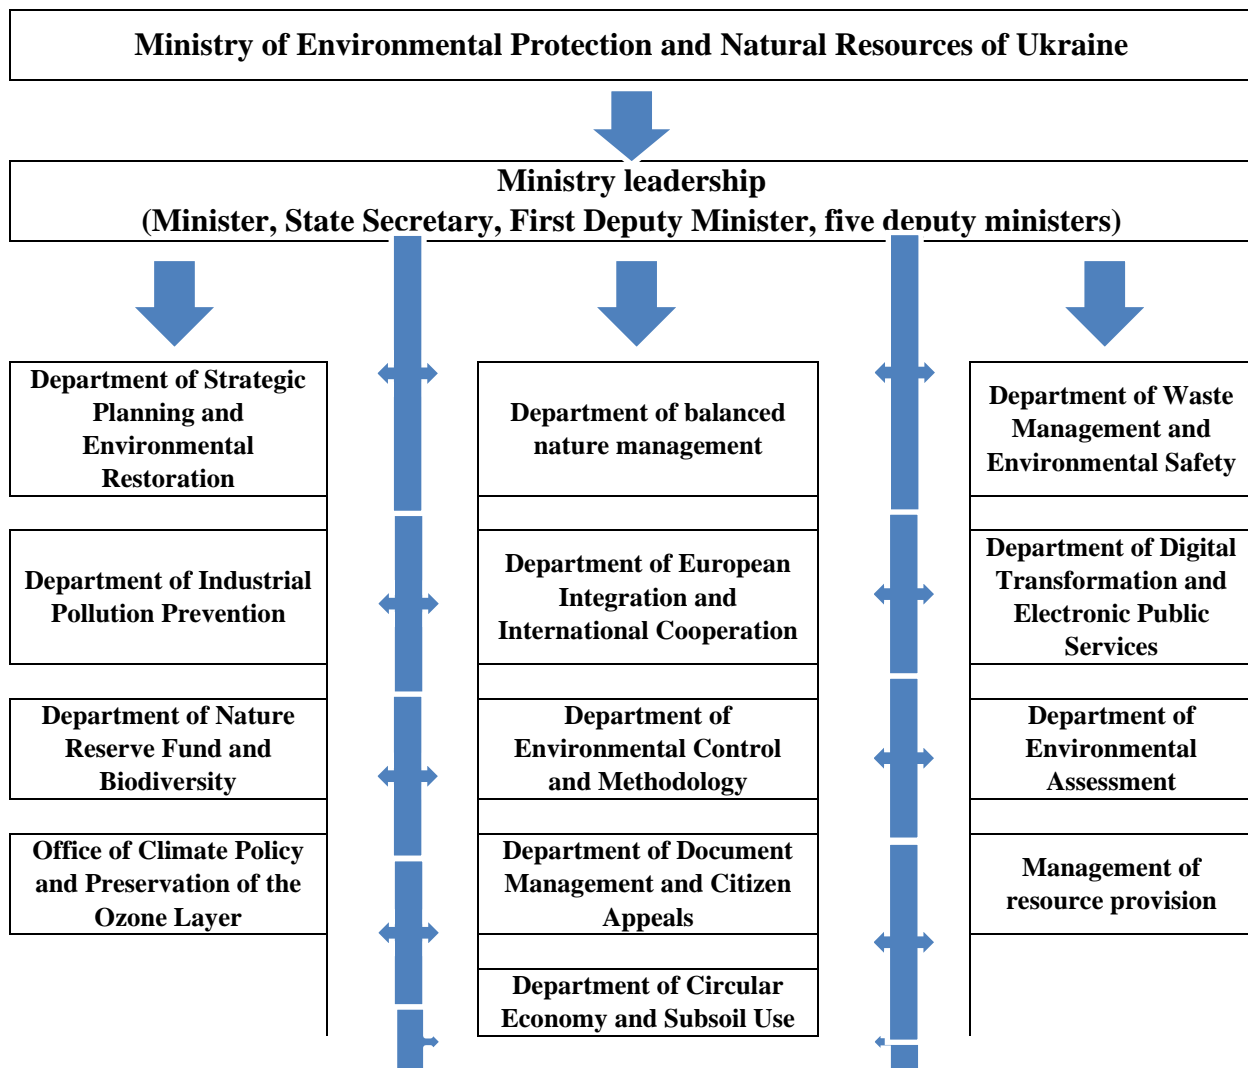 Ministry of Environmental Protection and Natural Resources of Ukraine
Ministry leadership
(Minister, State Secretary, First Deputy Minister, five deputy ministers)
Department of Strategic
Planning and
Environmental
Restoration
Department of balanced
nature management
Department of Waste
Management and
Environmental Safety
Department of Industrial
Pollution Prevention
Department of European
Integration and
International Cooperation
Department of Digital
Transformation and
Electronic Public
Services
Department of Nature
Reserve Fund and
Biodiversity
Department of
Environmental Control
and Methodology
Department of
Environmental
Assessment
Office of Climate Policy
and Preservation of the
Ozone Layer
Department of Document
Management and Citizen
Appeals
Management of
resource provision
Department of Circular
Economy and Subsoil Use